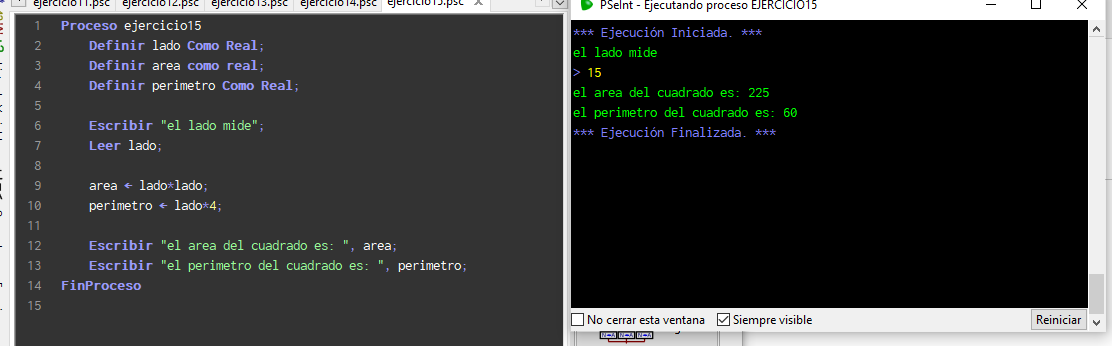 ejercicio11.psc ejercicio12.psc ejercicio13.psc ejercicio14.psc ejercicio15.psc X
1 Proceso ejercicio15
2 Definir lado Como Real;
3 Definir area como real;
4 Definir perimetro Como Real;
5
6 Escribir "el lado mide";
7 Leer lado;
8
9 area ← lado*lado;
10 perimetro ← lado*4;
11
12 Escribir "el area del cuadrado es: ", area;
13 Escribir "el perimetro del cuadrado es: ", perimetro;
14 FinProceso
15
PSeInt - Ejecutando proceso EJERCICIO15
*** Ejecución Iniciada. ***
el lado mide
> 15
el area del cuadrado es: 225
el perimetro del cuadrado es: 60
*** Ejecución Finalizada. ***
No cerrar esta ventana Siempre visible Reiniciar